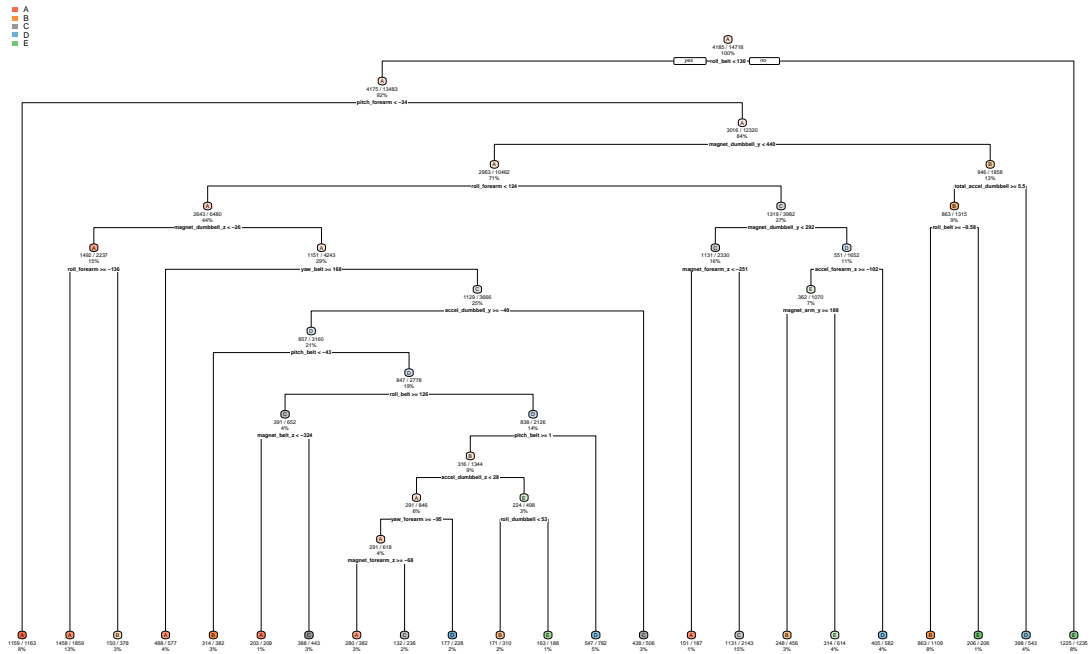 A
B
C
D
E
A
4185 / 14718
100%
yes roll_belt < 130 no
A
4175 / 13483
92%
pitch_forearm < −34
A
3016 / 12320
84%
magnet_dumbbell_y < 440
A
2963 / 10462
71%
B
946 / 1858
13%
roll_forearm < 124
total_accel_dumbbell >= 5.5
A
2643 / 6480
44%
C
1319 / 3982
27%
B
863 / 1315
9%
magnet_dumbbell_z < −26
magnet_dumbbell_y < 292
roll_belt >= −0.58
A
1492 / 2237
15%
A
1151 / 4243
29%
C
1131 / 2330
16%
D
551 / 1652
11%
roll_forearm >= −136
yaw_belt >= 168
magnet_forearm_z >= −251
accel_forearm_x >= −102
C
1129 / 3666
25%
E
362 / 1070
7%
accel_dumbbell_y >= −40
magnet_arm_y >= 188
D
857 / 3160
21%
pitch_belt < −43
D
847 / 2778
19%
roll_belt >= 126
C
391 / 652
4%
D
838 / 2126
14%
magnet_belt_z < −324
pitch_belt >= 1
B
316 / 1344
9%
accel_dumbbell_z < 28
A
291 / 846
6%
E
224 / 498
3%
yaw_forearm >= −95
roll_dumbbell < 53
A
291 / 618
4%
magnet_forearm_z >= −68
A
1159 / 1163
8%
A
1458 / 1859
13%
B
150 / 378
3%
A
488 / 577
4%
B
314 / 382
3%
A
203 / 209
1%
C
388 / 443
3%
A
280 / 382
3%
C
132 / 236
2%
D
177 / 228
2%
B
171 / 310
2%
E
163 / 188
1%
D
547 / 782
5%
C
438 / 506
3%
A
151 / 187
1%
C
1131 / 2143
15%
B
248 / 456
3%
E
314 / 614
4%
D
405 / 582
4%
B
863 / 1109
8%
E
206 / 206
1%
D
398 / 543
4%
E
1225 / 1235
8%